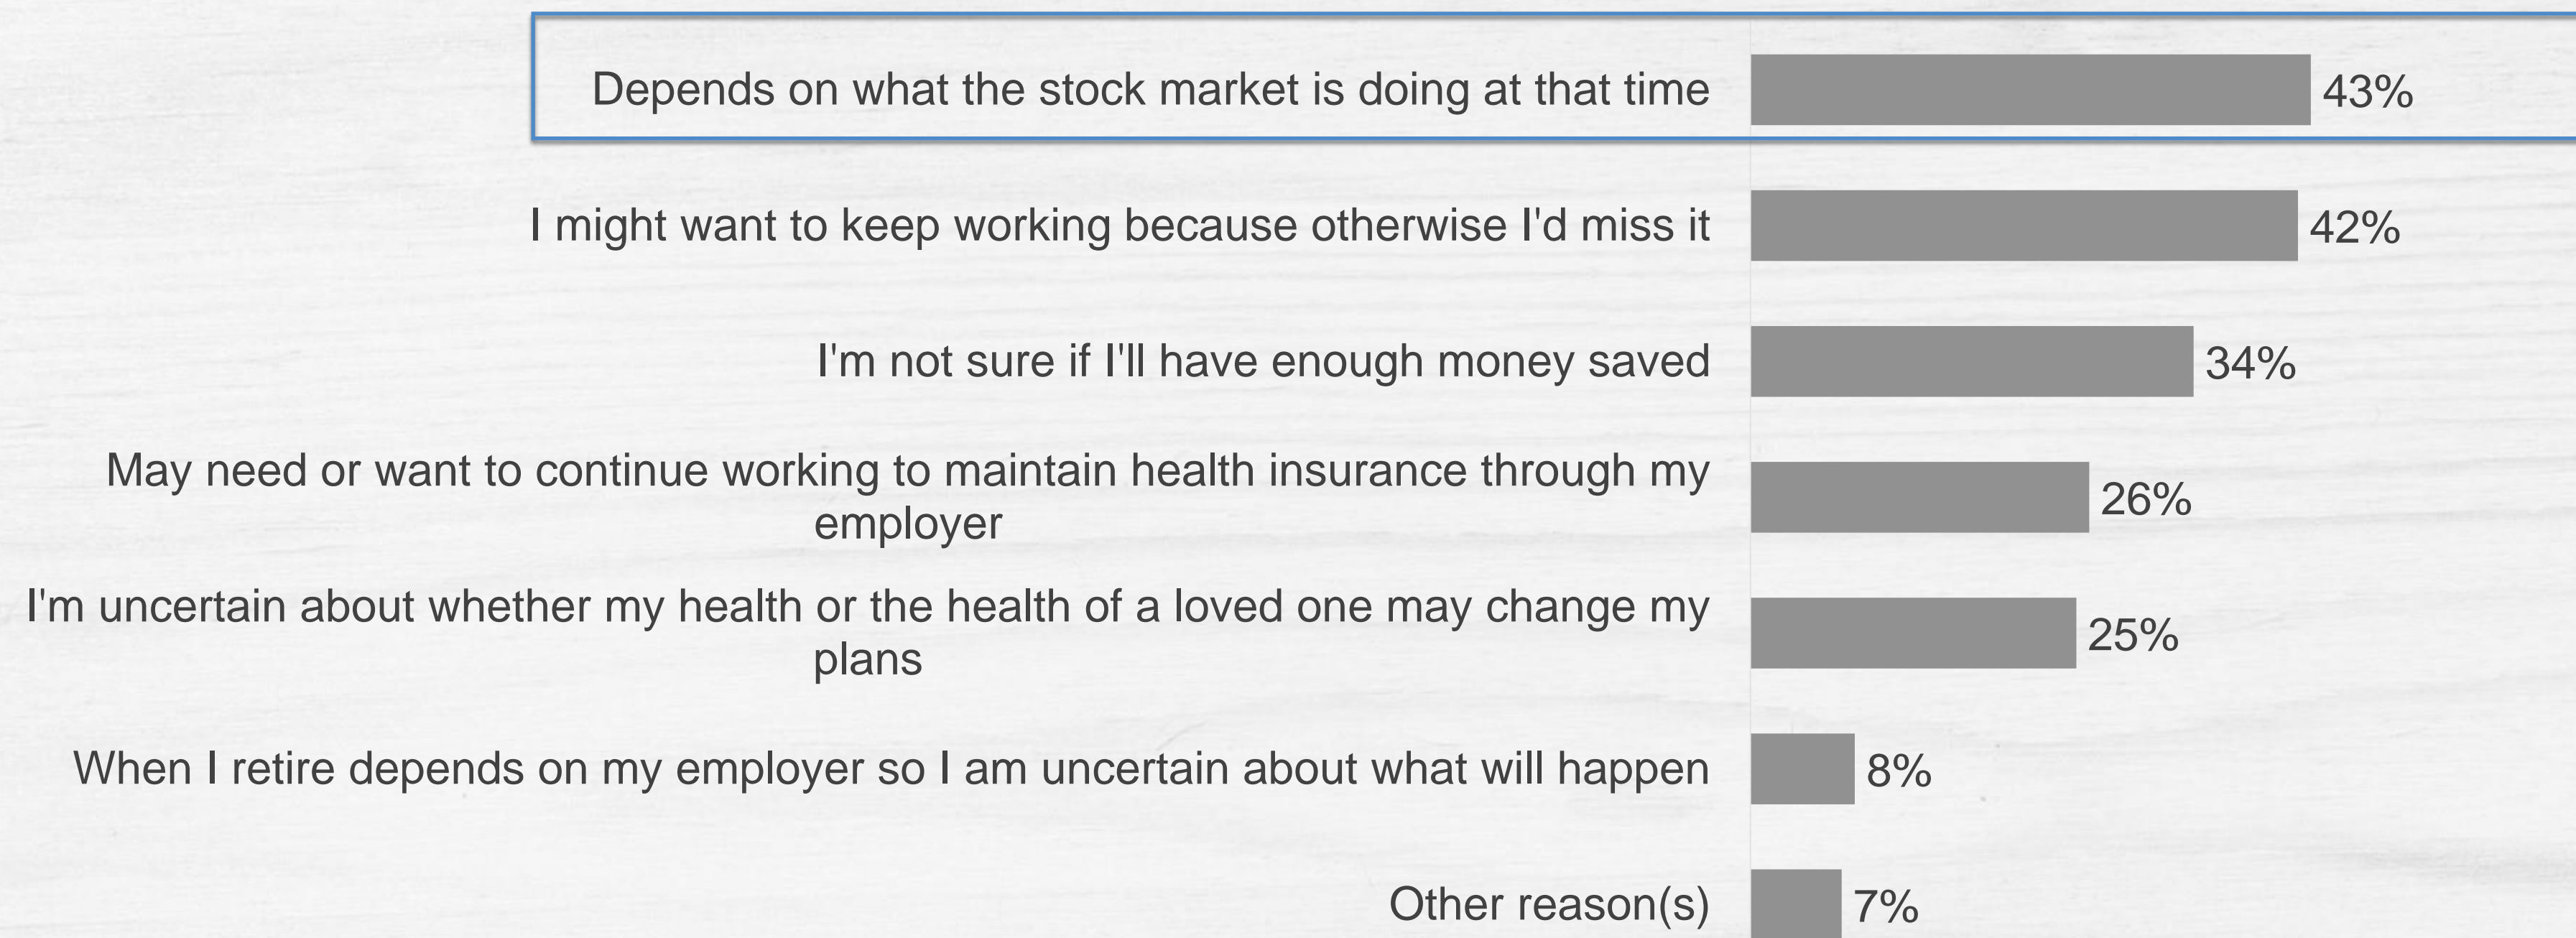 Depends on what the stock market is doing at that time
43%
I might want to keep working because otherwise I'd miss it
42%
I'm not sure if I'll have enough money saved
34%
May need or want to continue working to maintain health insurance through my
employer
26%
I'm uncertain about whether my health or the health of a loved one may change my
plans
25%
When I retire depends on my employer so I am uncertain about what will happen
8%
Other reason(s)
7%